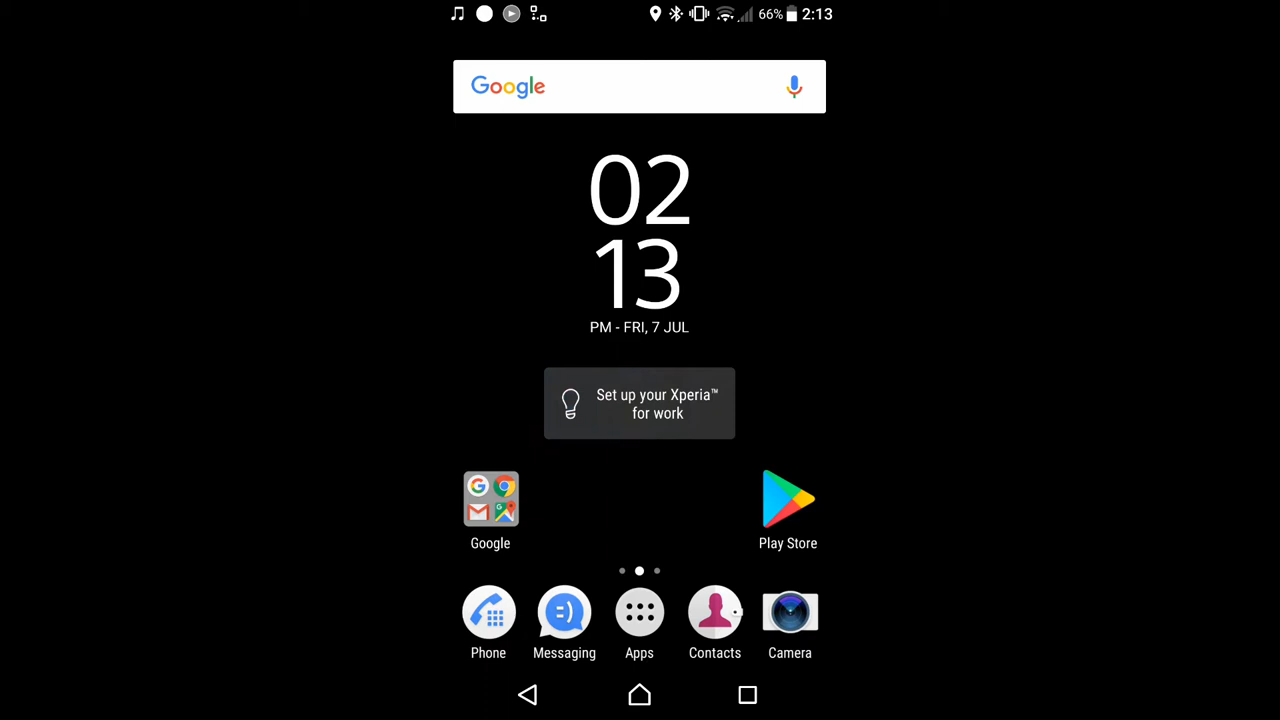 66% 2:13
Google
02
13
PM - FRI, 7 JUL
Set up your Xperia™
for work
Google
Play Store
Phone
Messaging
Apps
Contacts
Camera